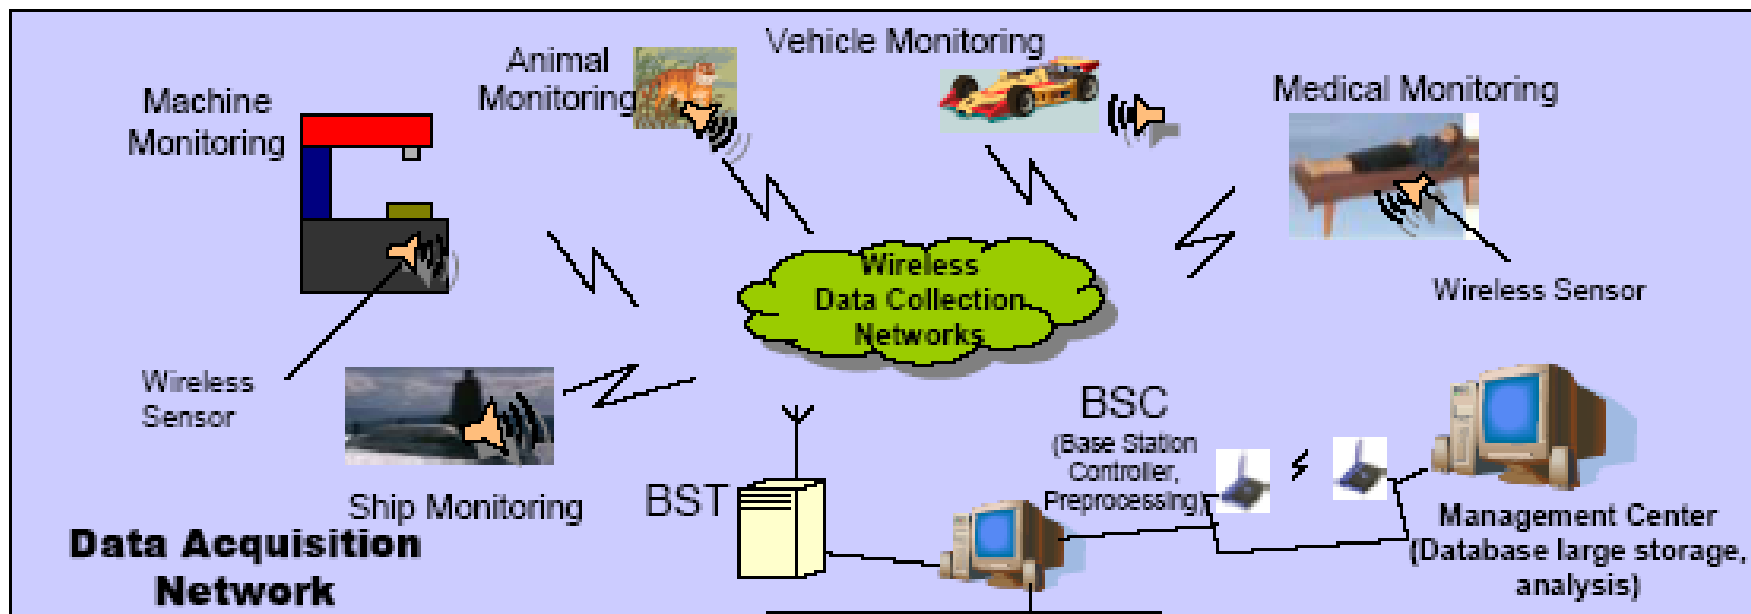 Vehicle Monitoring
Animal
Monitoring
Machine
Monitoring
Medical Monitoring
Wireless
Data Collection
Networks
Wireless Sensor
Wireless
Sensor
BSC
(Base Station
Controller,
Preprocessing)
Ship Monitoring
BST
Management Center
(Database large storage,
analysis)
Data Acquisition
Network